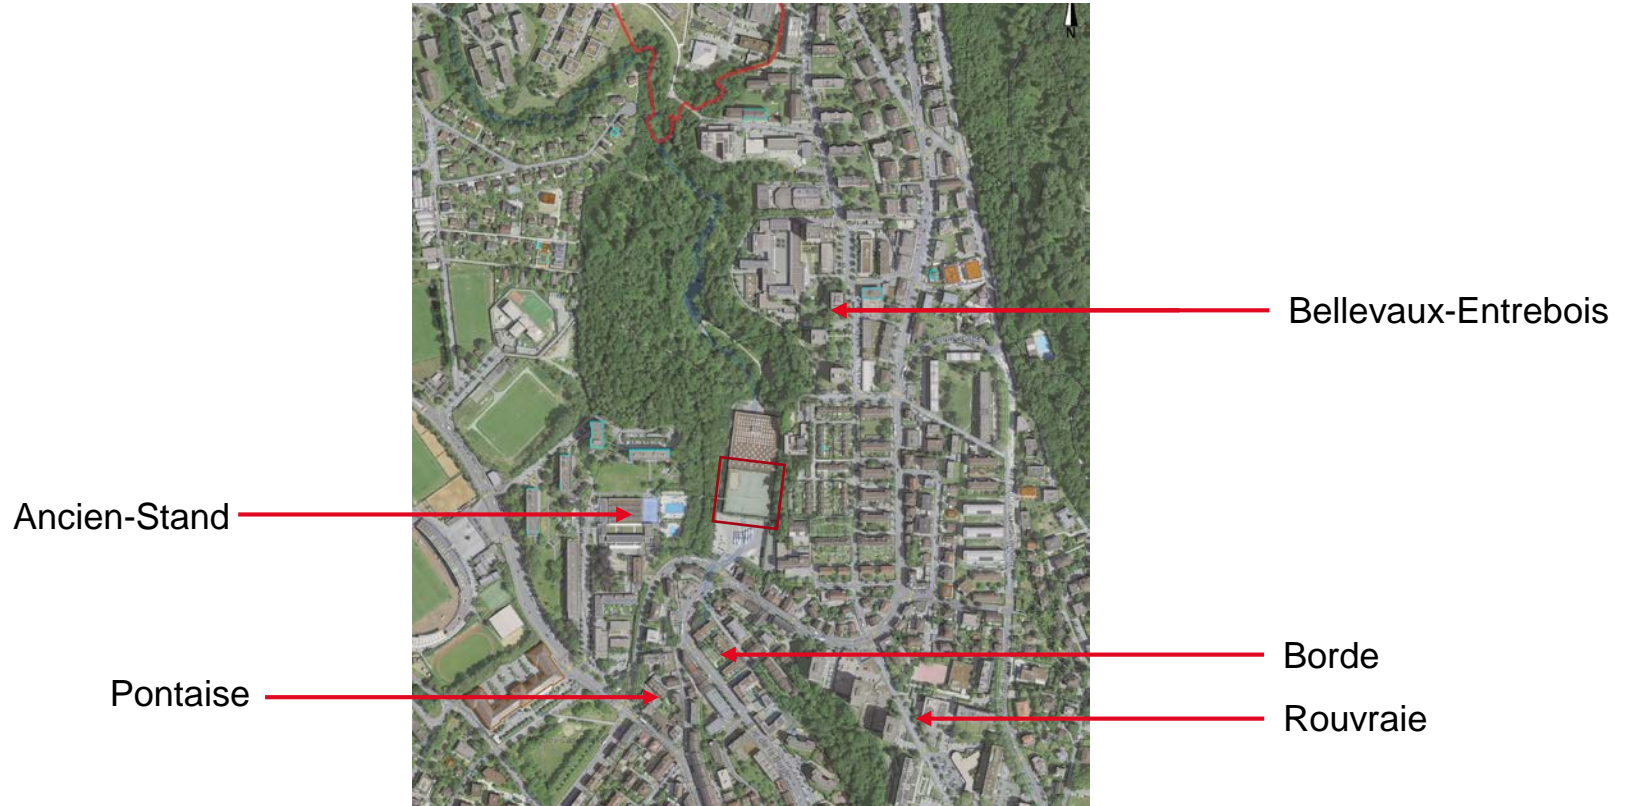 N
Bellevaux-Entrebois
Ancien-Stand
Borde
Pontaise
Rouvraie